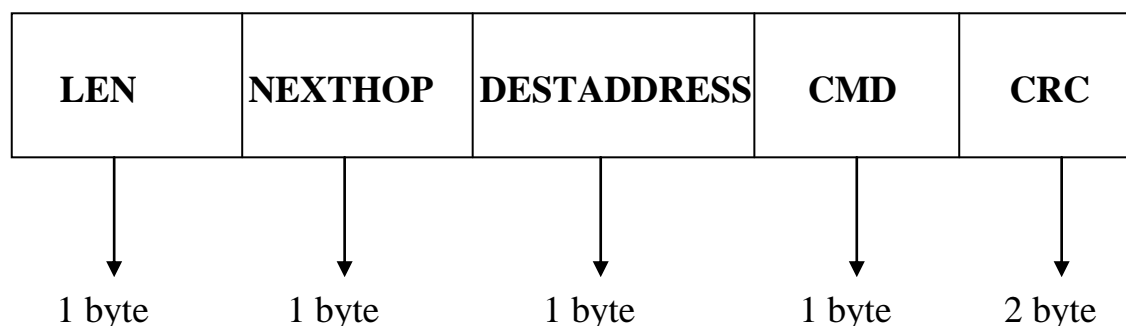 LEN NEXTHOP DESTADDRESS CMD CRC
1 byte 1 byte 1 byte 1 byte 2 byte